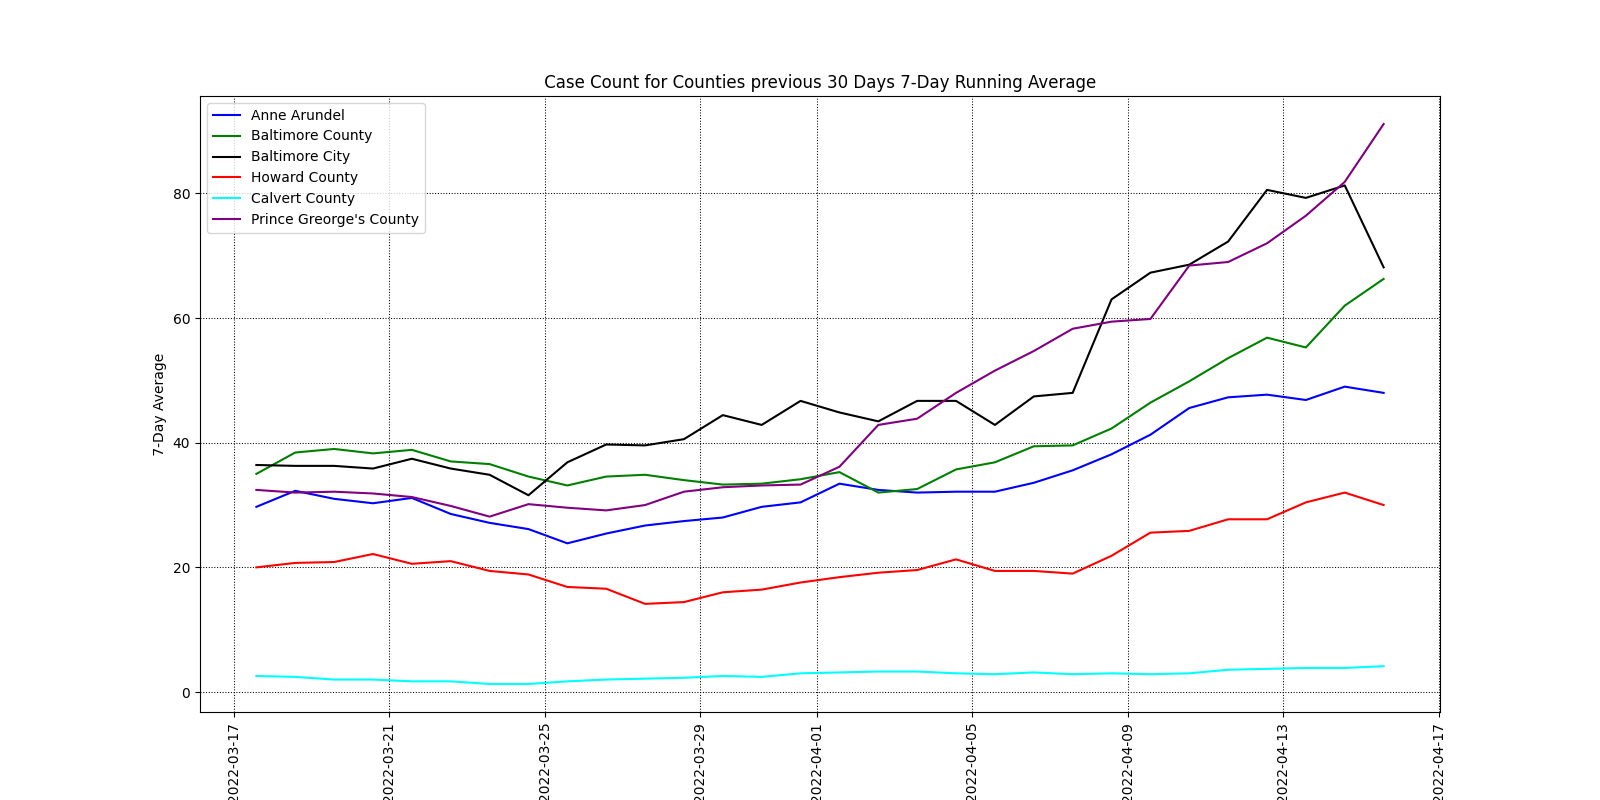 Case Count for Counties previous 30 Days 7-Day Running Average
Anne Arundel
Baltimore County
Baltimore City
Howard County
Calvert County
Prince Greorge's County
7-Day Average
80
60
40
20
0
2022-03-17
2022-03-21
2022-03-25
2022-03-29
2022-04-01
2022-04-05
2022-04-09
2022-04-13
2022-04-17